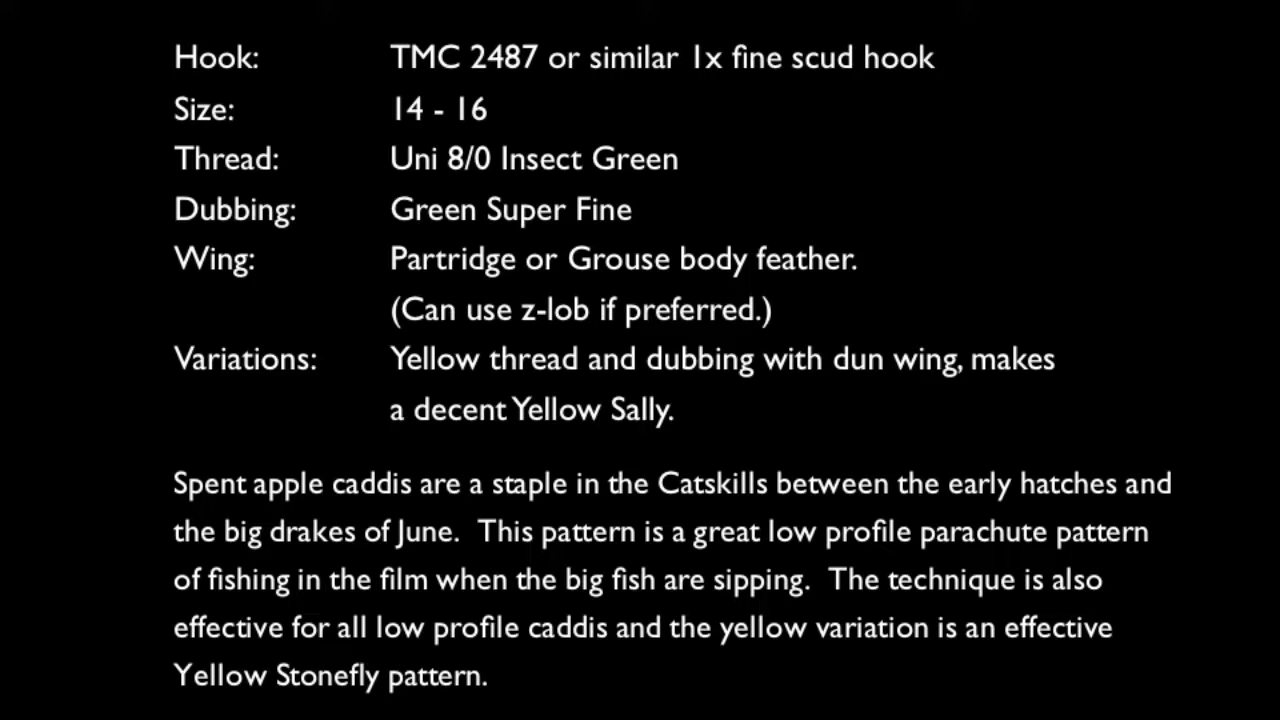 Hook: TMC 2487 or similar 1x fine scud hook
Size: 14 - 16
Thread: Uni 8/0 Insect Green
Dubbing: Green Super Fine
Wing: Partridge or Grouse body feather.
(Can use z-lob if preferred.)
Variations: Yellow thread and dubbing with dun wing, makes
a decent Yellow Sally.
Spent apple caddis are a staple in the Catskills between the early hatches and
the big drakes of June. This pattern is a great low profile parachute pattern
of fishing in the film when the big fish are sipping. The technique is also
effective for all low profile caddis and the yellow variation is an effective
Yellow Stonefly pattern.